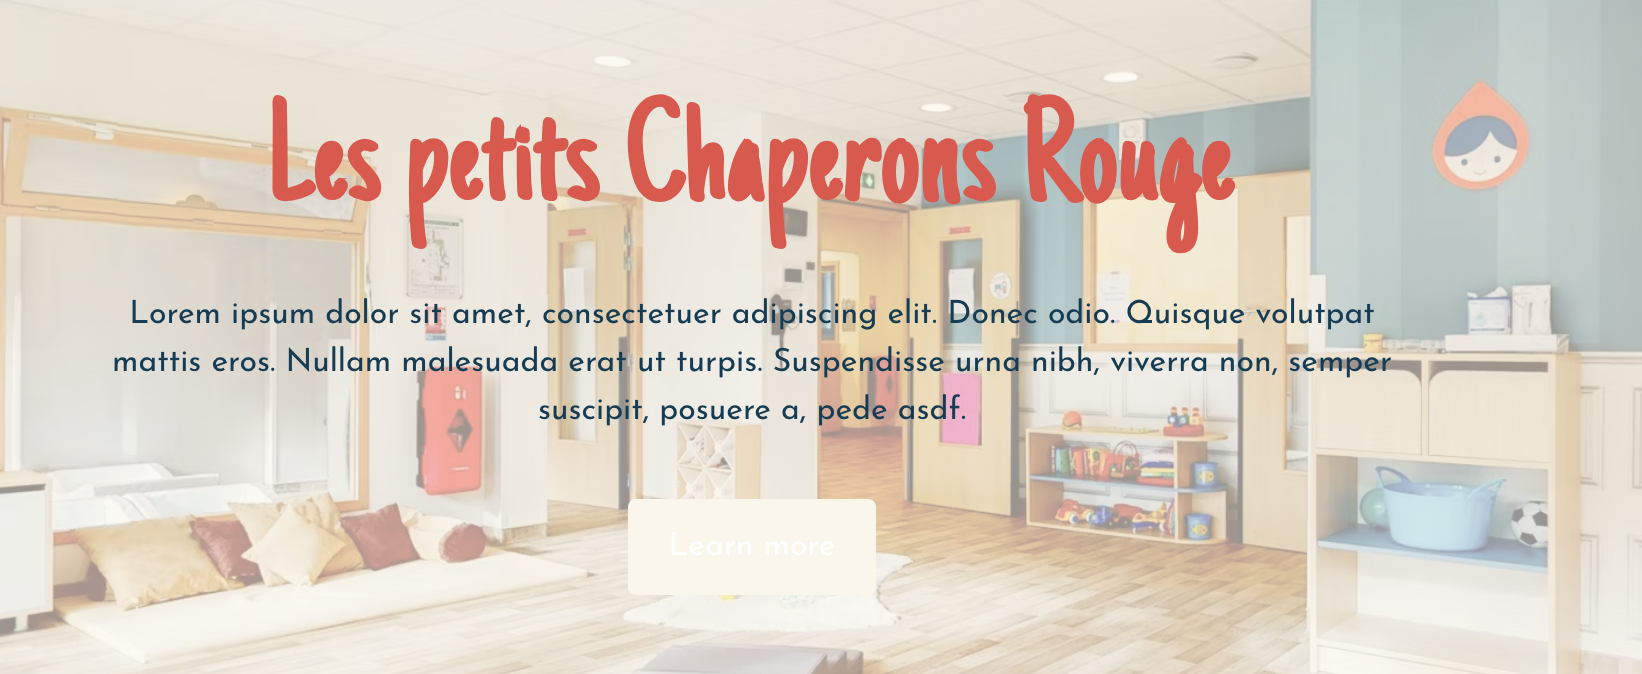 Les petits Chaperons Rouge
Lorem ipsum dolor sit amet, consectetuer adipiscing elit. Donec odio. Quisque volutpat
mattis eros. Nullam malesuada erat ut turpis. Suspendisse urna nibh, viverra non, semper
suscipit, posuere a, pede asdf.
Learn more